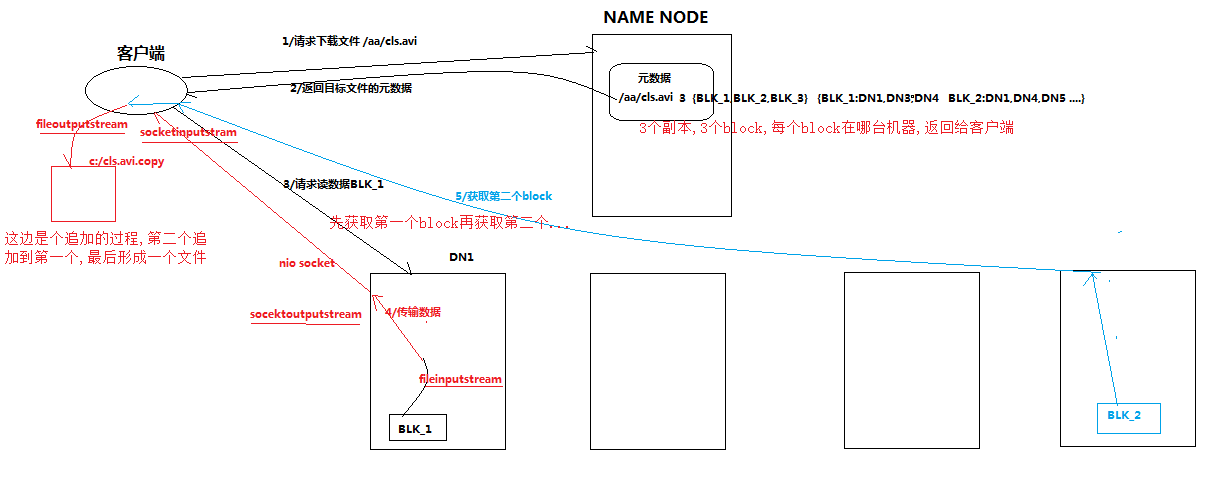 NAME NODE
1/请求下载文件 /aa/cls.avi
客户端
元数据
2/返回目标文件的元数据
/aa/cls.avi 3 {BLK_1,BLK_2,BLK_3} {BLK_1:DN1,DN3;DN4 BLK_2:DN1,DN4,DN5 ....}
3个副本,3个block,每个block在哪台机器,返回给客户端
fileoutputstream
socketinputstram
c:/cls.avi.copy
3/请求读数据BLK_1
5/获取第二个block
先获取第一个block再获取第二个...
这边是个追加的过程,第二个追
加到第一个,最后形成一个文件
DN1
nio socket
socektoutputstream
4/传输数据
fileinputstream
BLK_1
BLK_2